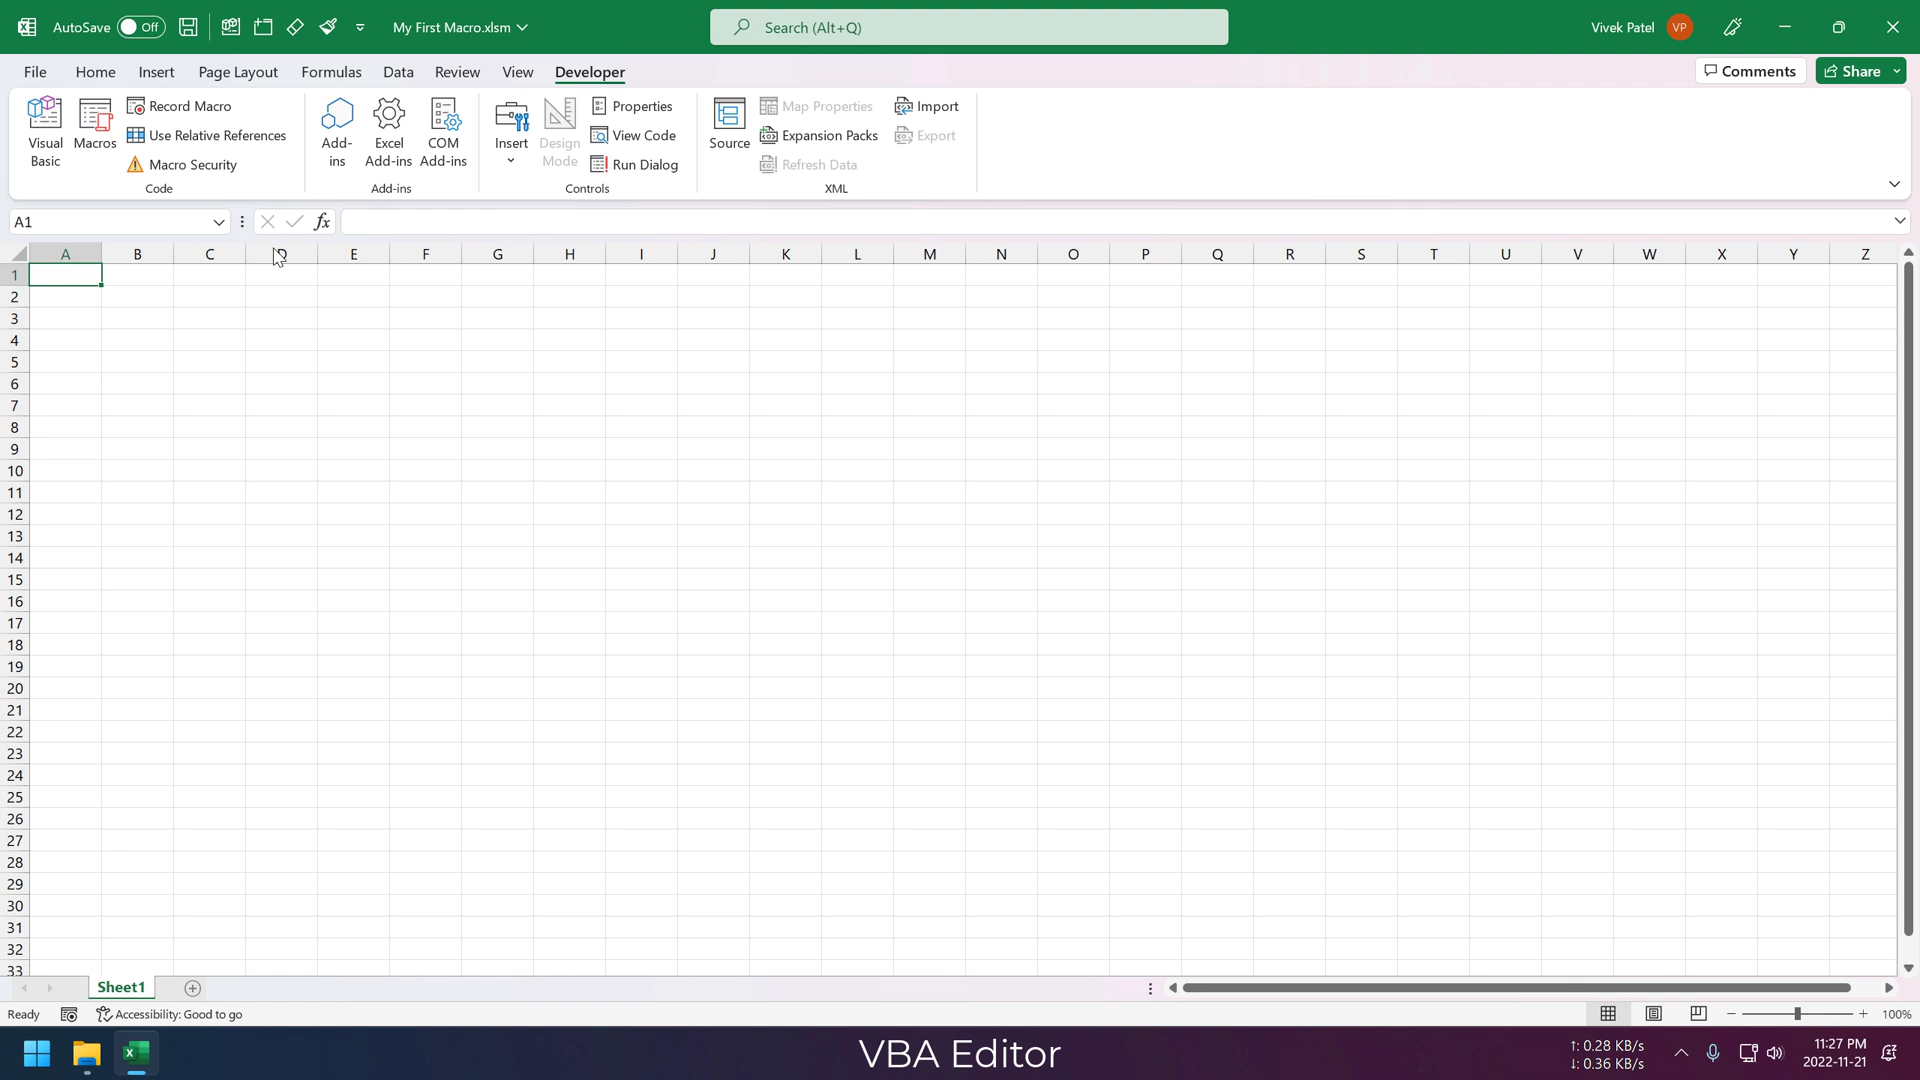 AutoSave Off My First Macro.xlsm Search (Alt+Q) Vivek Patel VP
File Home Insert Page Layout Formulas Data Review View Developer Comments Share
Visual Basic
Macros
Record Macro
Use Relative References
Macro Security
Code
Add-ins
Excel Add-ins
COM Add-ins
Add-ins
Insert
Design Mode
Properties
View Code
Run Dialog
Controls
Source
Map Properties
Expansion Packs
Refresh Data
Import
Export
XML
A1 fx
A B C D E F G H I J K L M N O P Q R S T U V W X Y Z
1
2
3
4
5
6
7
8
9
10
11
12
13
14
15
16
17
18
19
20
21
22
23
24
25
26
27
28
29
30
31
32
33
Sheet1
Ready Accessibility: Good to go 100%
VBA Editor
↑: 0.28 KB/s
↓: 0.36 KB/s
11:27 PM
2022-11-21